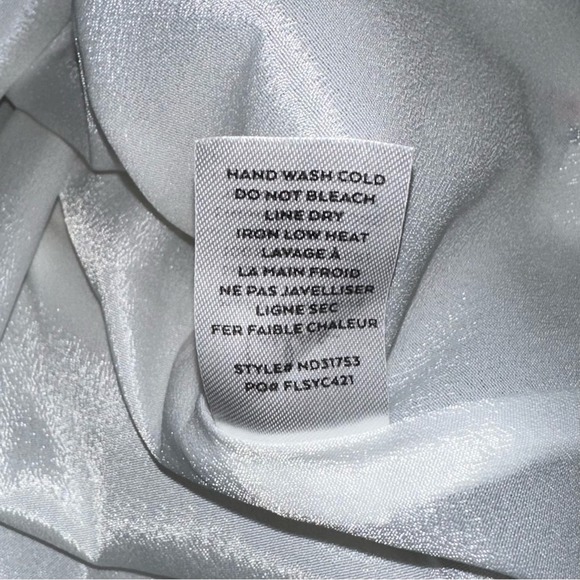 HAND WASH COLD
DO NOT BLEACH
LINE DRY
IRON LOW HEAT
LAVAGE À
LA MAIN FROID
NE PAS JAVELLISER
LIGNE SEC
FER FAIBLE CHALEUR
STYLE# ND31753
PO# FLSYC421